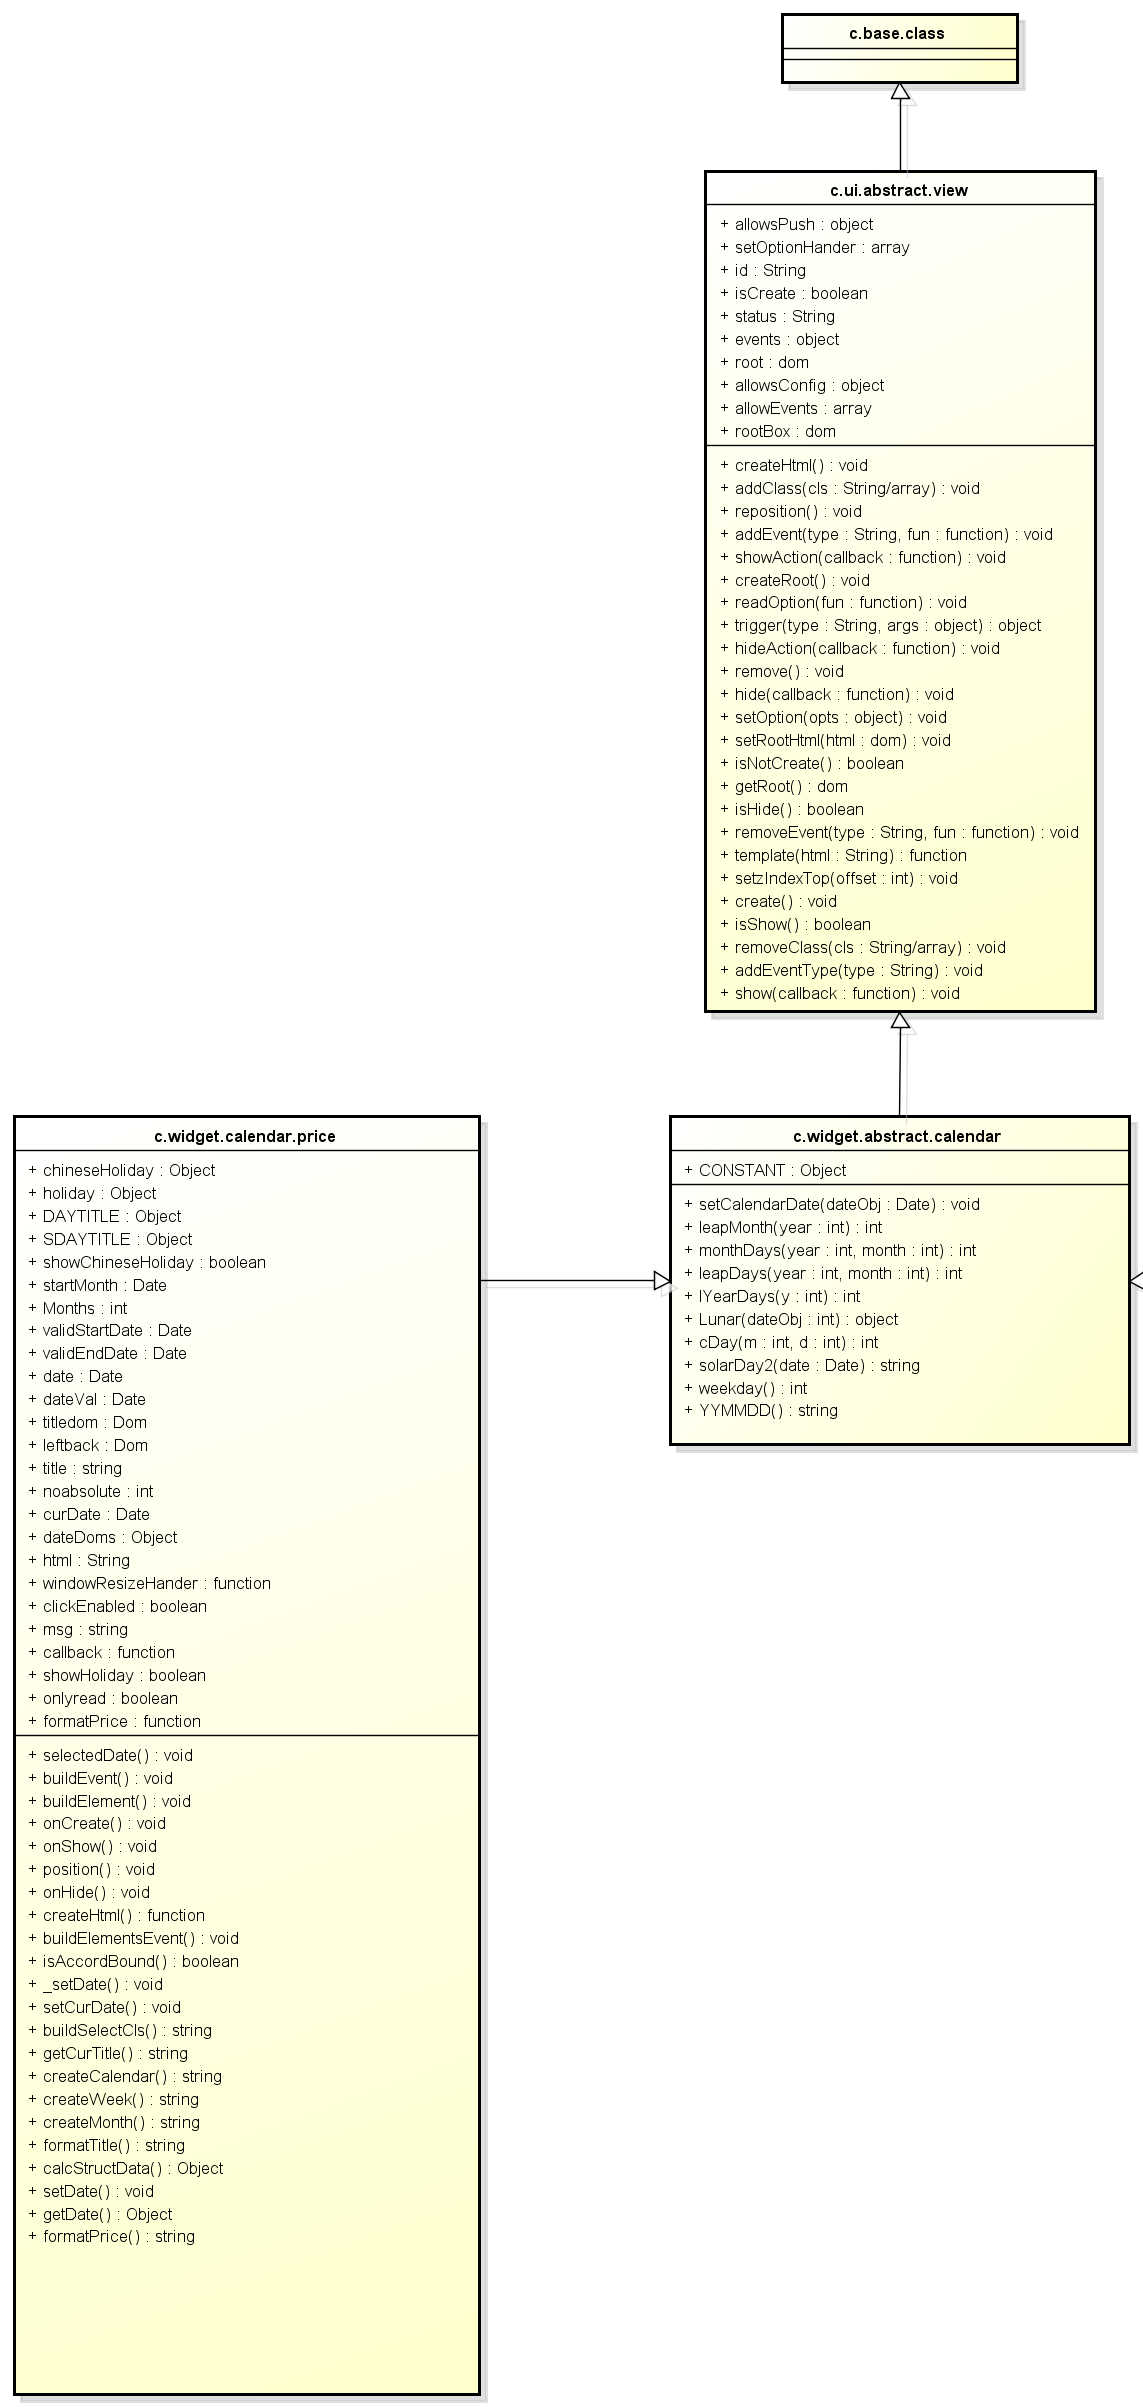 c.base.class
c.ui.abstract.view
+ allowsPush : object
+ setOptionHander : array
+ id : String
+ isCreate : boolean
+ status : String
+ events : object
+ root : dom
+ allowsConfig : object
+ allowEvents : array
+ rootBox : dom
+ createHtml() : void
+ addClass(cls : String/array) : void
+ reposition() : void
+ addEvent(type : String, fun : function) : void
+ showAction(callback : function) : void
+ createRoot() : void
+ readOption(fun : function) : void
+ trigger(type : String, args : object) : object
+ hideAction(callback : function) : void
+ remove() : void
+ hide(callback : function) : void
+ setOption(opts : object) : void
+ setRootHtml(html : dom) : void
+ isNotCreate() : boolean
+ getRoot() : dom
+ isHide() : boolean
+ removeEvent(type : String, fun : function) : void
+ template(html : String) : function
+ setzIndexTop(offset : int) : void
+ create() : void
+ isShow() : boolean
+ removeClass(cls : String/array) : void
+ addEventType(type : String) : void
+ show(callback : function) : void
c.widget.calendar.price
+ chineseHoliday : Object
+ holiday : Object
+ DAYTITLE : Object
+ SDAYTITLE : Object
+ showChineseHoliday : boolean
+ startMonth : Date
+ Months : int
+ validStartDate : Date
+ validEndDate : Date
+ date : Date
+ dateVal : Date
+ titledom : Dom
+ leftback : Dom
+ title : string
+ noabsolute : int
+ curDate : Date
+ dateDoms : Object
+ html : String
+ windowResizeHander : function
+ clickEnabled : boolean
+ msg : string
+ callback : function
+ showHoliday : boolean
+ onlyread : boolean
+ formatPrice : function
+ selectedDate() : void
+ buildEvent() : void
+ buildElement() : void
+ onCreate() : void
+ onShow() : void
+ position() : void
+ onHide() : void
+ createHtml() : function
+ buildElementsEvent() : void
+ isAccordBound() : boolean
+ _setDate() : void
+ setCurDate() : void
+ buildSelectCls() : string
+ getCurTitle() : string
+ createCalendar() : string
+ createWeek() : string
+ createMonth() : string
+ formatTitle() : string
+ calcStructData() : Object
+ setDate() : void
+ getDate() : Object
+ formatPrice() : string
c.widget.abstract.calendar
+ CONSTANT : Object
+ setCalendarDate(dateObj : Date) : void
+ leapMonth(year : int) : int
+ monthDays(year : int, month : int) : int
+ leapDays(year : int, month : int) : int
+ lYearDays(y : int) : int
+ Lunar(dateObj : int) : object
+ cDay(m : int, d : int) : int
+ solarDay2(date : Date) : string
+ weekday() : int
+ YYMMDD() : string